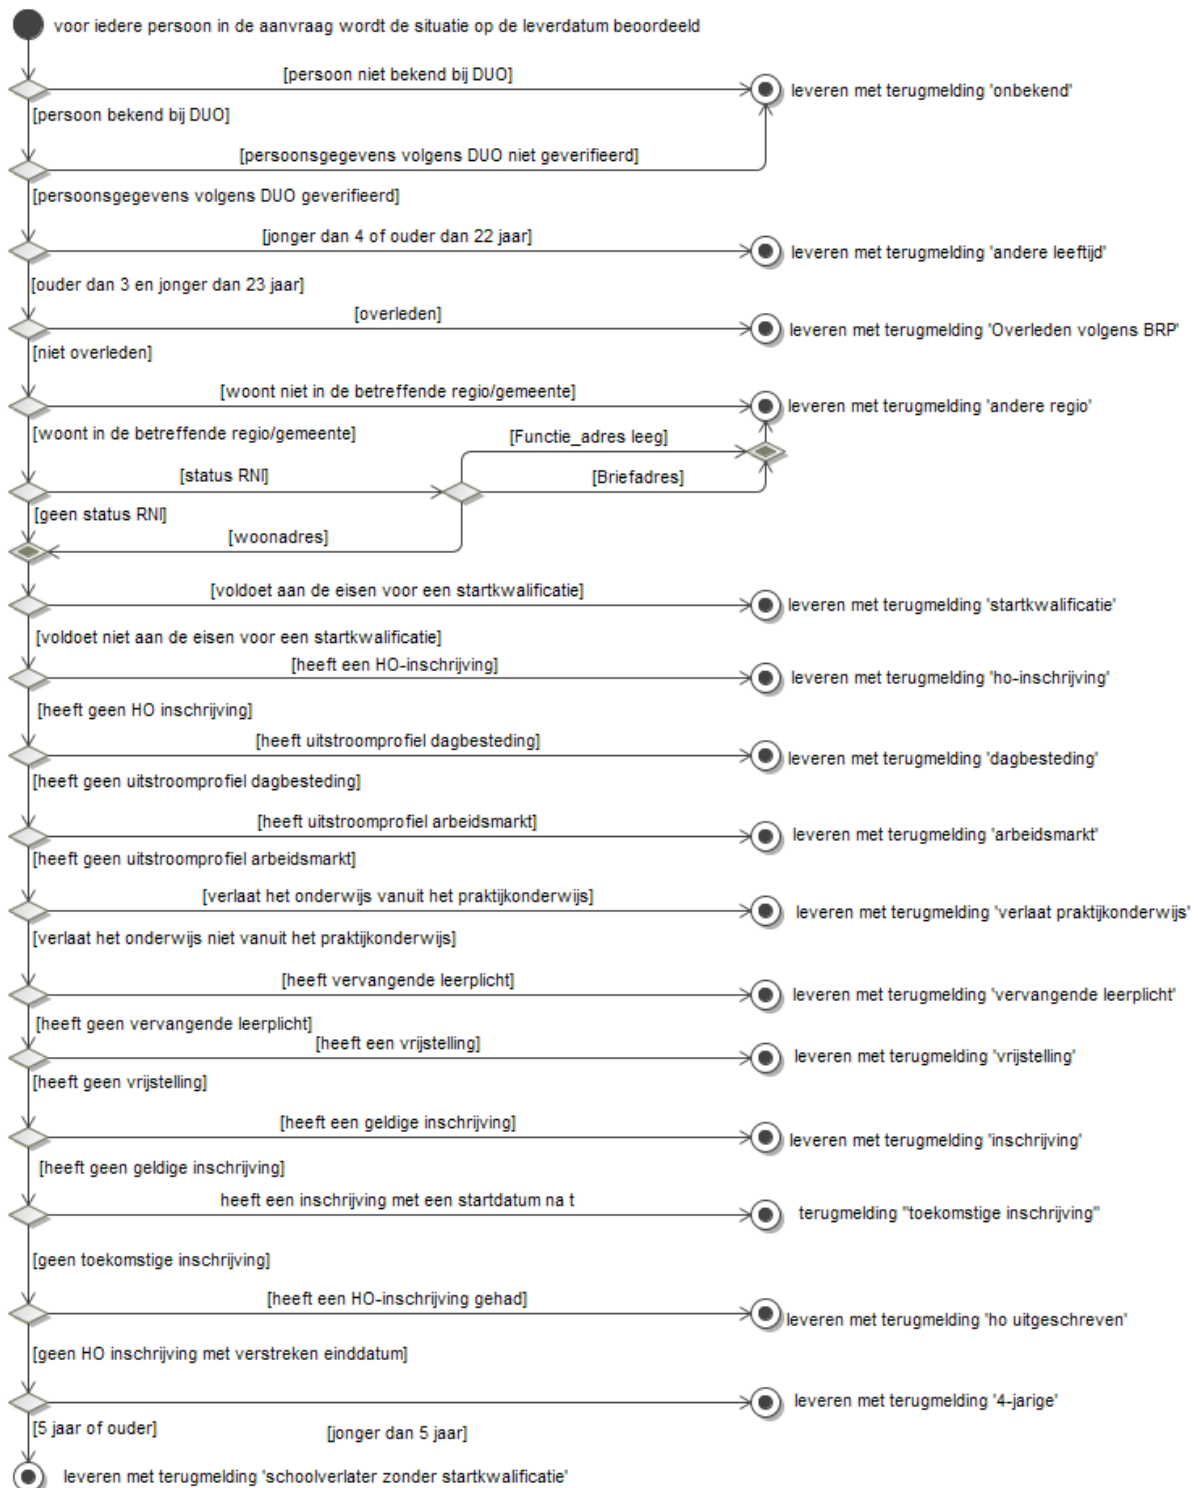 voor iedere persoon in de aanvraag wordt de situatie op de leverdatum beoordeeld
[persoon niet bekend bij DUO]
leveren met terugmelding 'onbekend'
[persoon bekend bij DUO]
[persoonsgegevens volgens DUO niet geverifieerd]
[persoonsgegevens volgens DUO geverifieerd]
[jonger dan 4 of ouder dan 22 jaar]
leveren met terugmelding 'andere leeftijd'
[ouder dan 3 en jonger dan 23 jaar]
[overleden]
leveren met terugmelding 'Overleden volgens BRP'
[niet overleden]
[woont niet in de betreffende regio/gemeente]
leveren met terugmelding 'andere regio'
[woont in de betreffende regio/gemeente]
[Functie_adres leeg]
[status RNI]
[Briefadres]
[geen status RNI]
[woonadres]
[voldoet aan de eisen voor een startkwalificatie]
leveren met terugmelding 'startkwalificatie'
[voldoet niet aan de eisen voor een startkwalificatie]
[heeft een HO-inschrijving]
leveren met terugmelding 'ho-inschrijving'
[heeft geen HO inschrijving]
[heeft uitstroomprofiel dagbesteding]
leveren met terugmelding 'dagbesteding'
[heeft geen uitstroomprofiel dagbesteding]
[heeft uitstroomprofiel arbeidsmarkt]
leveren met terugmelding 'arbeidsmarkt'
[heeft geen uitstroomprofiel arbeidsmarkt]
[verlaat het onderwijs vanuit het praktijkonderwijs]
leveren met terugmelding 'verlaat praktijkonderwijs'
[verlaat het onderwijs niet vanuit het praktijkonderwijs]
[heeft vervangende leerplicht]
leveren met terugmelding 'vervangende leerplicht'
[heeft geen vervangende leerplicht]
[heeft een vrijstelling]
leveren met terugmelding 'vrijstelling'
[heeft geen vrijstelling]
[heeft een geldige inschrijving]
leveren met terugmelding 'inschrijving'
[heeft geen geldige inschrijving]
heeft een inschrijving met een startdatum na t
terugmelding "toekomstige inschrijving"
[geen toekomstige inschrijving]
[heeft een HO-inschrijving gehad]
leveren met terugmelding 'ho uitgeschreven'
[geen HO inschrijving met verstreken einddatum]
leveren met terugmelding '4-jarige'
[5 jaar of ouder]
[jonger dan 5 jaar]
leveren met terugmelding 'schoolverlater zonder startkwalificatie'